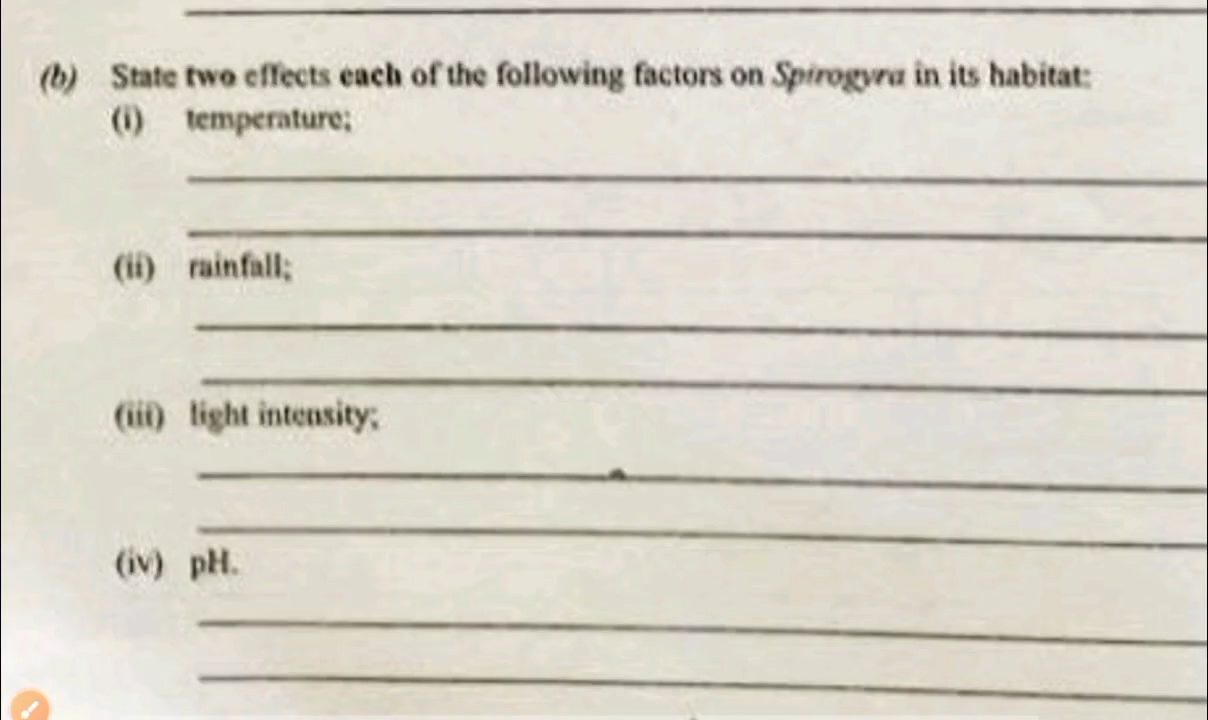 (b) State two effects each of the following factors on Spirogyra in its habitat:
(i) temperature;
(ii) rainfall;
(iii) light intensity;
(iv) pH.